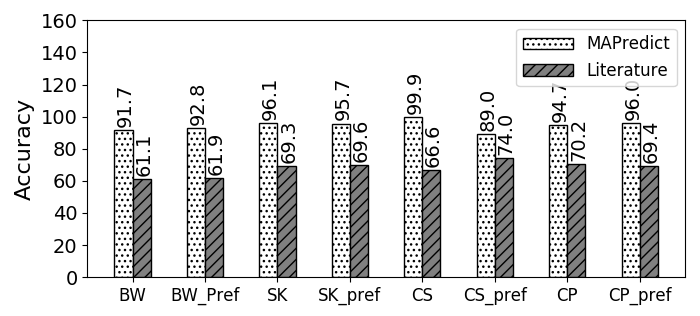 160
140
120
100
80
60
40
20
0
Accuracy
MAPredict
Literature
91.7
61.1
92.8
61.9
96.1
69.3
95.7
69.6
99.9
66.6
89.0
74.0
94.7
70.2
96.0
69.4
BW
BW_Pref
SK
SK_pref
CS
CS_pref
CP
CP_pref